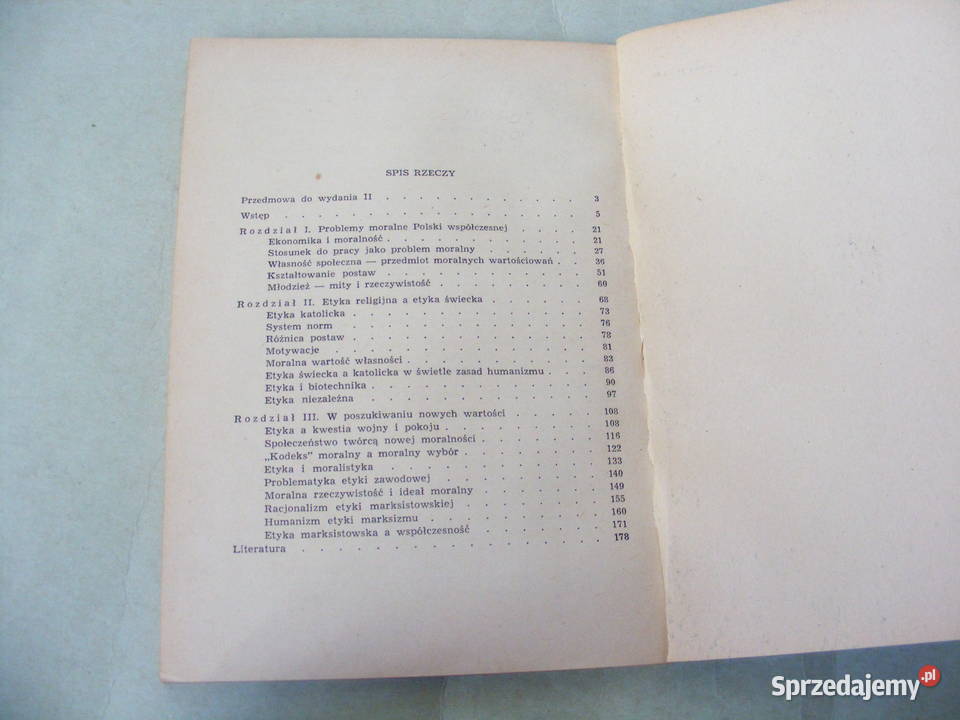 SPIS RZECZY
Przedmowa do wydania II . . . . . . . . . . . . 3
Wstęp . . . . . . . . . . . . . . . . 5
Rozdział I. Problemy moralne Polski współczesnej . . . . 21
Ekonomika i moralność . . . . . . . . . . . 21
Stosunek do pracy jako problem moralny . . . . . 27
Własność społeczna — przedmiot moralnych wartościowań . . 36
Kształtowanie postaw . . . . . . . . . . . 51
Młodzież — mity i rzeczywistość . . . . . . . . 60
Rozdział II. Etyka religijna a etyka świecka . . . . . . 68
Etyka katolicka . . . . . . . . . . . . . 73
System norm . . . . . . . . . . . . . 76
Różnica postaw . . . . . . . . . . . . 78
Motywacje . . . . . . . . . . . . . . 81
Moralna wartość własności . . . . . . . . . . 83
Etyka świecka a katolicka w świetle zasad humanizmu . . . 86
Etyka i biotechnika . . . . . . . . . . . . 90
Etyka niezależna . . . . . . . . . . . . 97
Rozdział III. W poszukiwaniu nowych wartości . . . . . 108
Etyka a kwestia wojny i pokoju . . . . . . . . . 108
Społeczeństwo twórcą nowej moralności . . . . . . 116
„Kodeks” moralny a moralny wybór . . . . . . . 122
Etyka i moralistyka . . . . . . . . . . . 133
Problematyka etyki zawodowej . . . . . . . . 140
Moralna rzeczywistość i ideał moralny . . . . . . 149
Racjonalizm etyki marksistowskiej . . . . . . . 155
Humanizm etyki marksizmu . . . . . . . . . 160
Etyka marksistowska a współczesność . . . . . . 171
Literatura . . . . . . . . . . . . . . . 178
Sprzedajemy.pl